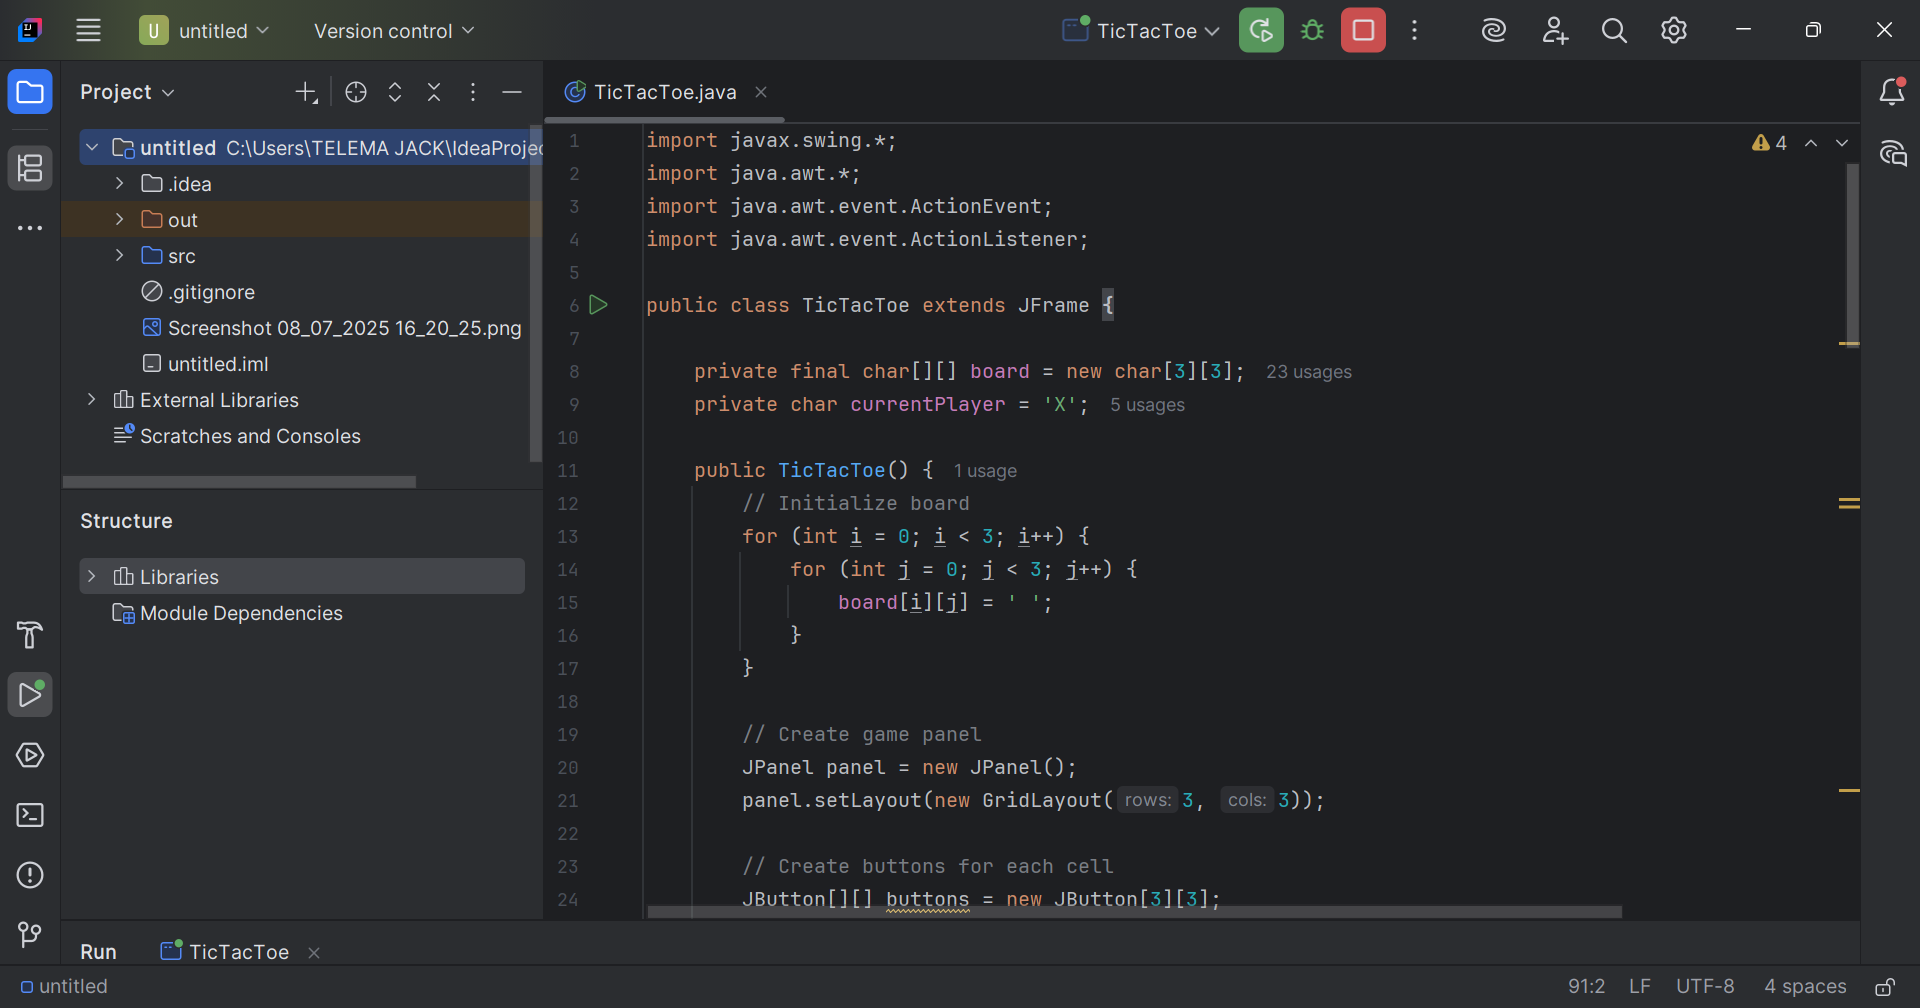 U untitled Version control TicTacToe
Project
untitled C:\Users\TELEMA JACK\IdeaProjec
.idea
out
src
.gitignore
Screenshot 08_07_2025 16_20_25.png
untitled.iml
External Libraries
Scratches and Consoles
Structure
Libraries
Module Dependencies
TicTacToe.java
4
1 import javax.swing.*;
2 import java.awt.*;
3 import java.awt.event.ActionEvent;
4 import java.awt.event.ActionListener;
5
6 public class TicTacToe extends JFrame {
7
8 private final char[][] board = new char[3][3]; 23 usages
9 private char currentPlayer = 'X'; 5 usages
10
11 public TicTacToe() { 1 usage
12 // Initialize board
13 for (int i = 0; i < 3; i++) {
14 for (int j = 0; j < 3; j++) {
15 board[i][j] = ' ';
16 }
17 }
18
19 // Create game panel
20 JPanel panel = new JPanel();
21 panel.setLayout(new GridLayout( rows: 3, cols: 3));
22
23 // Create buttons for each cell
24 JButton[][] buttons = new JButton[3][3];
Run TicTacToe
untitled 91:2 LF UTF-8 4 spaces